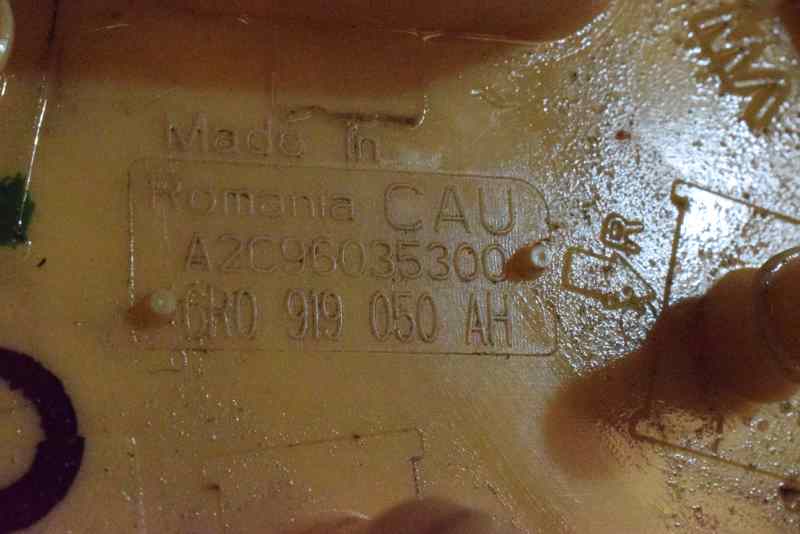 Made in
Romania CAU
A2C96035300
6R0 919 050 AH
R